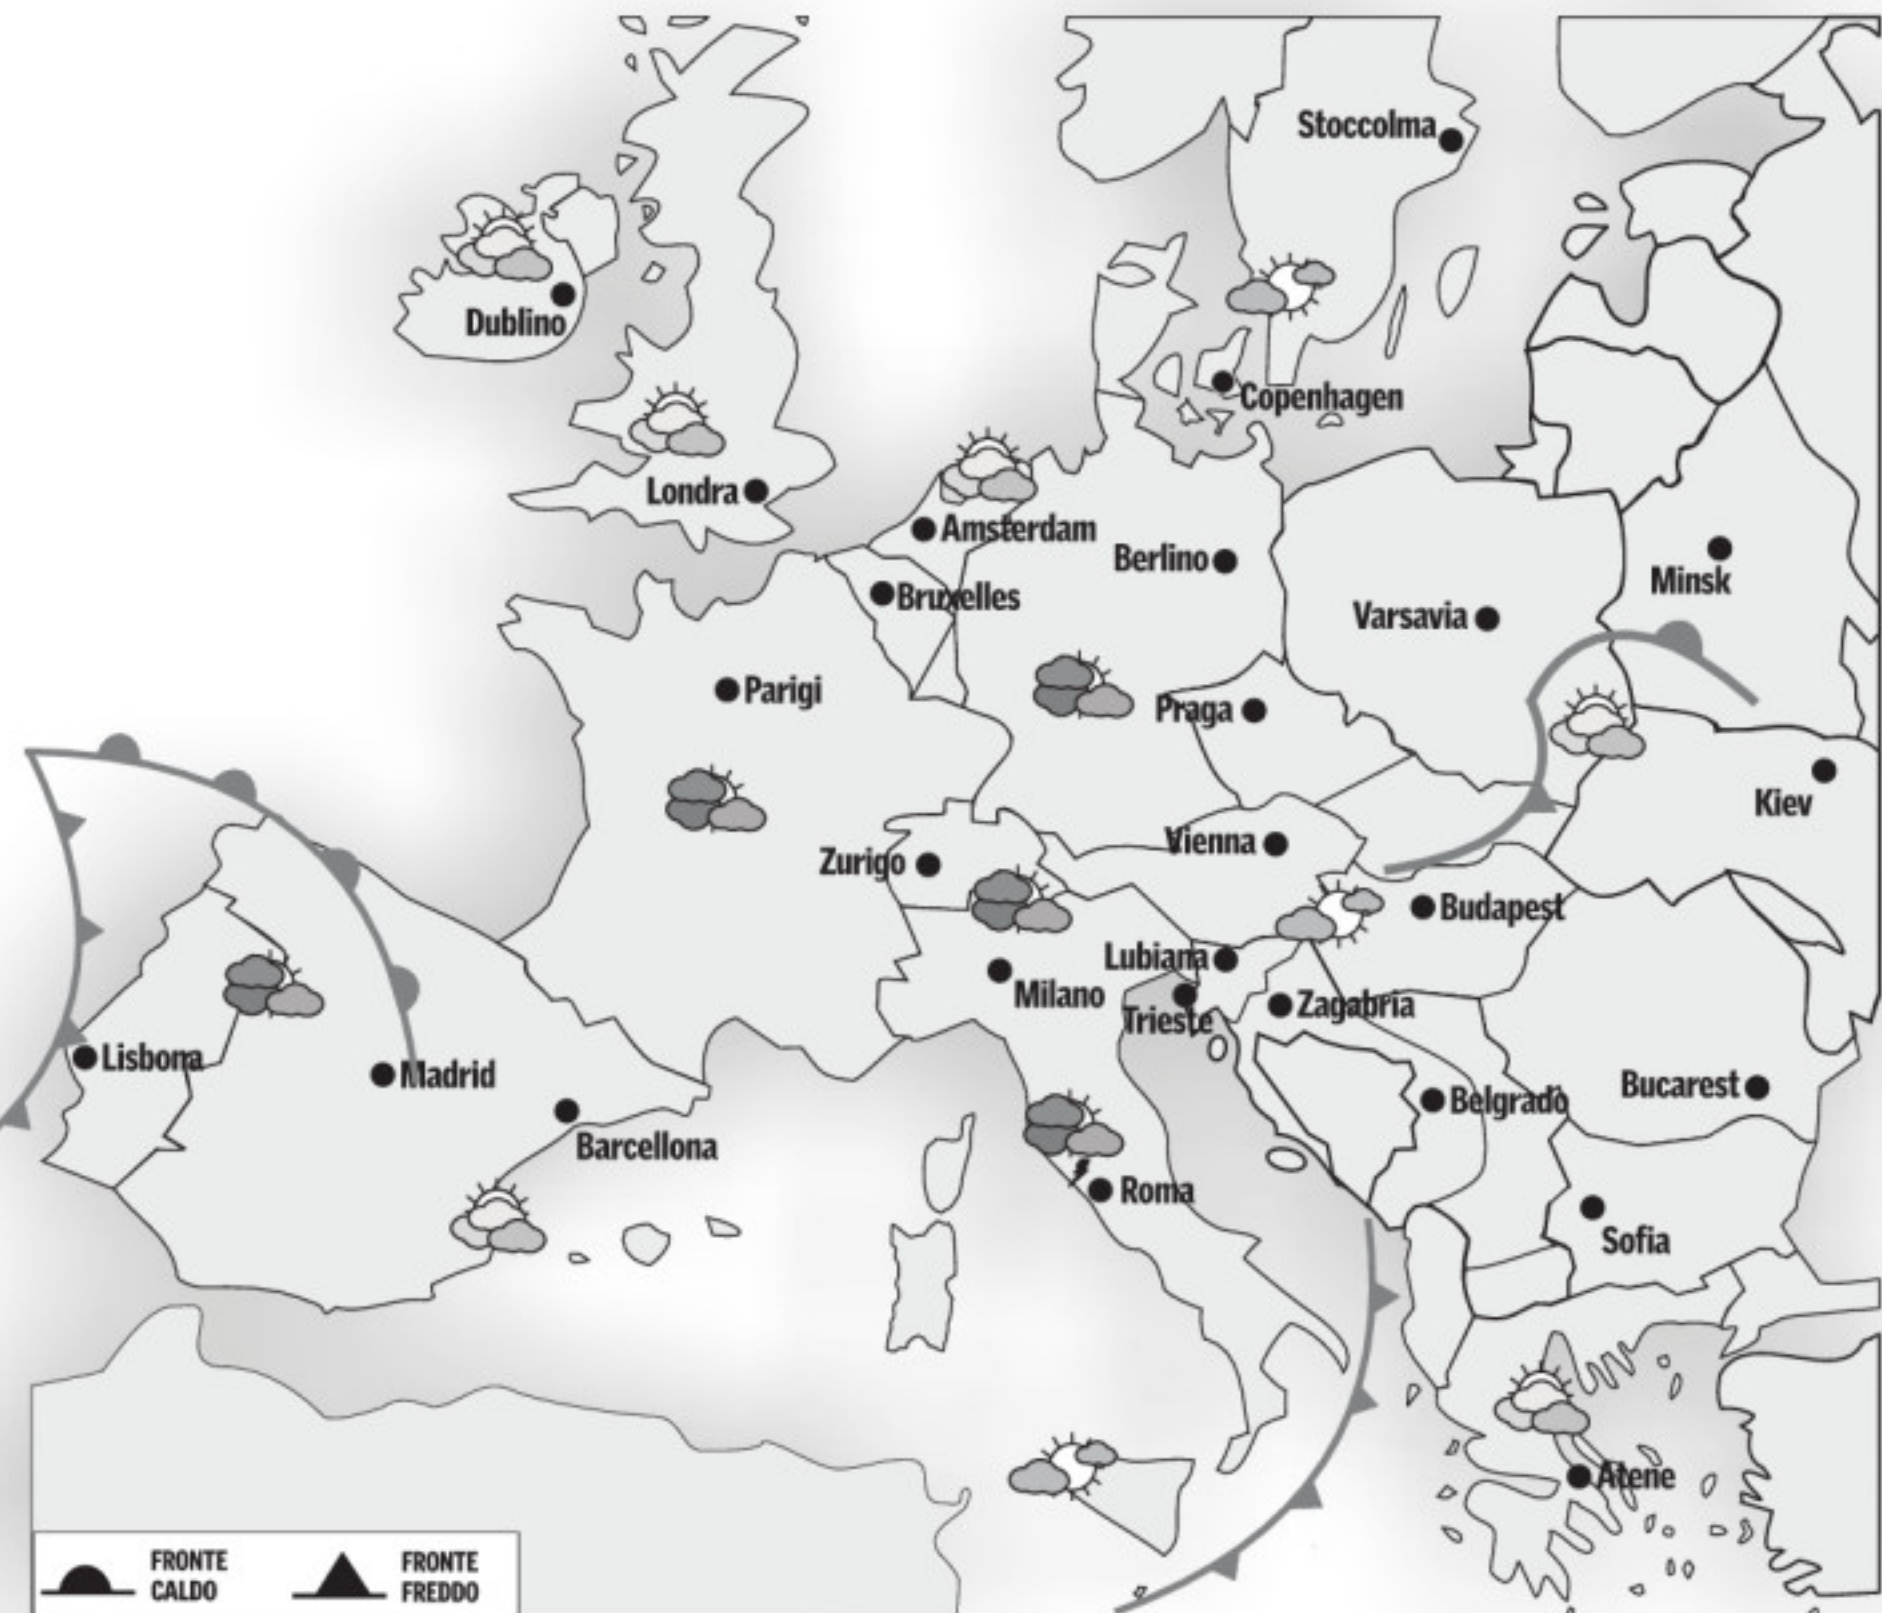 Stoccolma
Dublino
Copenhagen
Londra
Amsterdam
Berlino
Minsk
Bruxelles
Varsavia
Parigi
Praga
Kiev
Vienna
Zurigo
Budapest
Lubiana
Milano
Trieste
Zagabria
Lisbona
Madrid
Belgrado
Bucarest
Barcellona
Roma
Sofia
Atene
FRONTE
CALDO
FRONTE
FREDDO